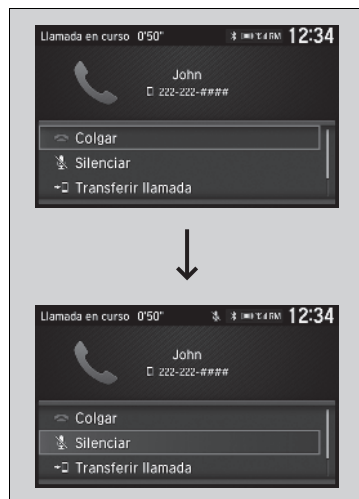 Llamada en curso 0'50" 12:34
John
222-222-####
Colgar
Silenciar
Transferir llamada
Llamada en curso 0'50" 12:34
John
222-222-####
Colgar
Silenciar
Transferir llamada